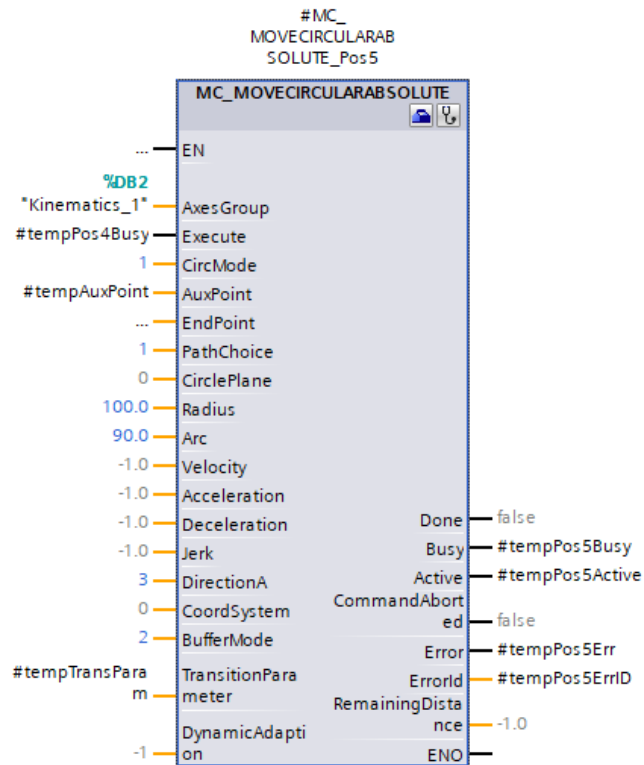 #MC_
MOVECIRCULARAB
SOLUTE_Pos5
MC_MOVECIRCULARABSOLUTE
... EN
%DB2
"Kinematics_1" AxesGroup
#tempPos4Busy Execute
1 CircMode
#tempAuxPoint AuxPoint
... EndPoint
1 PathChoice
0 CirclePlane
100.0 Radius
90.0 Arc
-1.0 Velocity
-1.0 Acceleration
-1.0 Deceleration Done false
-1.0 Jerk Busy #tempPos5Busy
3 DirectionA Active #tempPos5Active
0 CoordSystem CommandAbort
ed false
2 BufferMode Error #tempPos5Err
#tempTransPara
m TransitionPara
meter ErrorId #tempPos5ErrID
RemainingDista
nce -1.0
DynamicAdapti
-1 on ENO